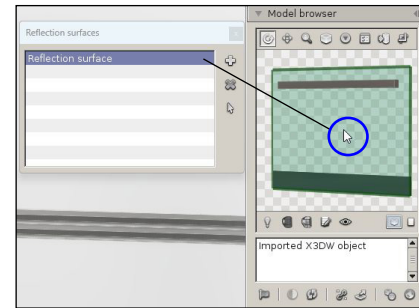 Reflection surfaces
Reflection surface
Model browser
Imported X3DW object